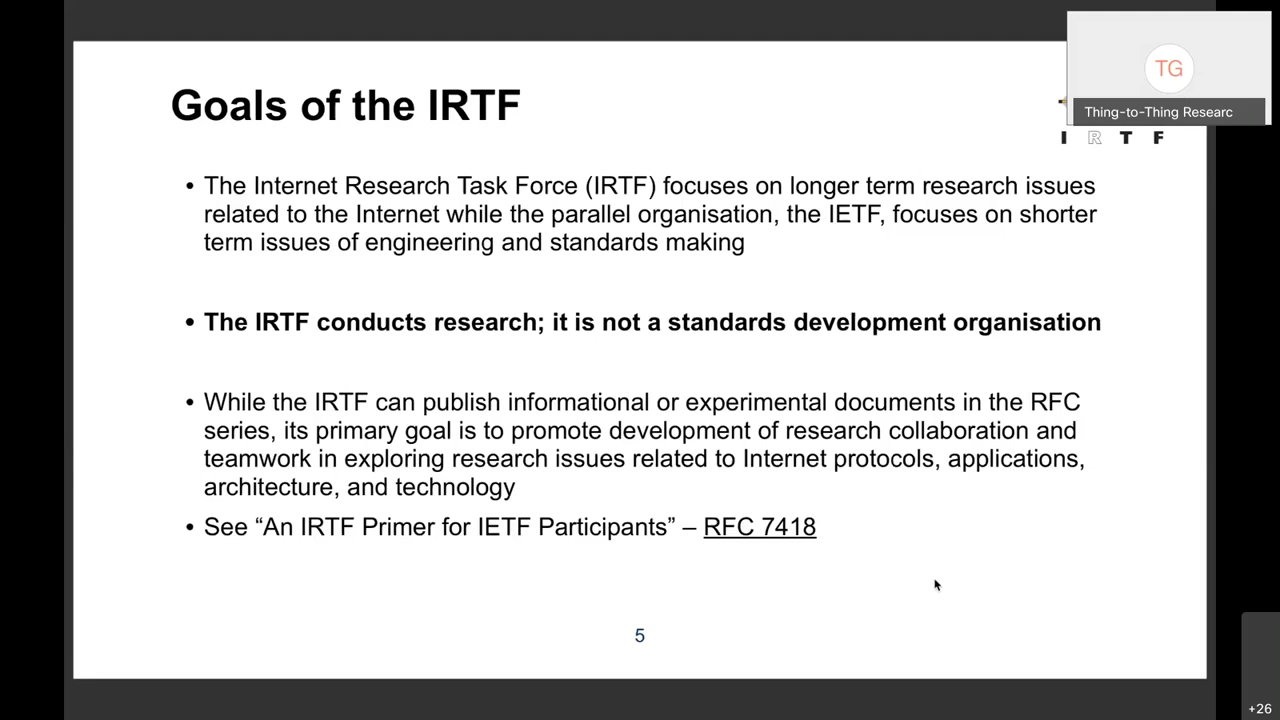 Goals of the IRTF
TG
Thing-to-Thing Researc
I R T F
• The Internet Research Task Force (IRTF) focuses on longer term research issues
related to the Internet while the parallel organisation, the IETF, focuses on shorter
term issues of engineering and standards making
• The IRTF conducts research; it is not a standards development organisation
• While the IRTF can publish informational or experimental documents in the RFC
series, its primary goal is to promote development of research collaboration and
teamwork in exploring research issues related to Internet protocols, applications,
architecture, and technology
• See “An IRTF Primer for IETF Participants” – RFC 7418
5
+26